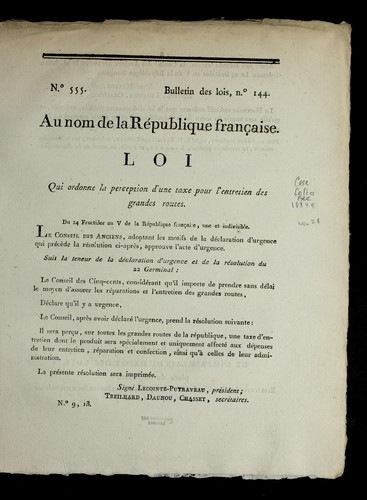 N.º 555. Bulletin des lois, n.º 144.
Au nom de la République française.
LOI
Qui ordonne la perception d'une taxe pour l'entretien des
grandes routes.
Du 24 Fructidor an V de la République française, une et indivisible.
Le Conseil des Anciens, adoptant les motifs de la déclaration d'urgence
qui précède la résolution ci-après, approuve l'acte d'urgence.
Suit la teneur de la déclaration d'urgence et de la résolution du
22 Germinal :
Le Conseil des Cinq-cents, considérant qu'il importe de prendre sans délai
le moyen d'assurer les réparations et l'entretien des grandes routes,
Déclare qu'il y a urgence,
Le Conseil, après avoir déclaré l'urgence, prend la résolution suivante :
Il sera perçu, sur toutes les grandes routes de la république, une taxe d'en-
tretien dont le produit sera spécialement et uniquement affecté aux dépenses
de leur entretien, réparation et confection, ainsi qu'à celles de leur admi-
nistration.
La présente résolution sera imprimée.
Signé Lecointe-Puyraveau, président;
Treilhard, Daunou, Chasset, secrétaires.
N.º 9, 18.
Case